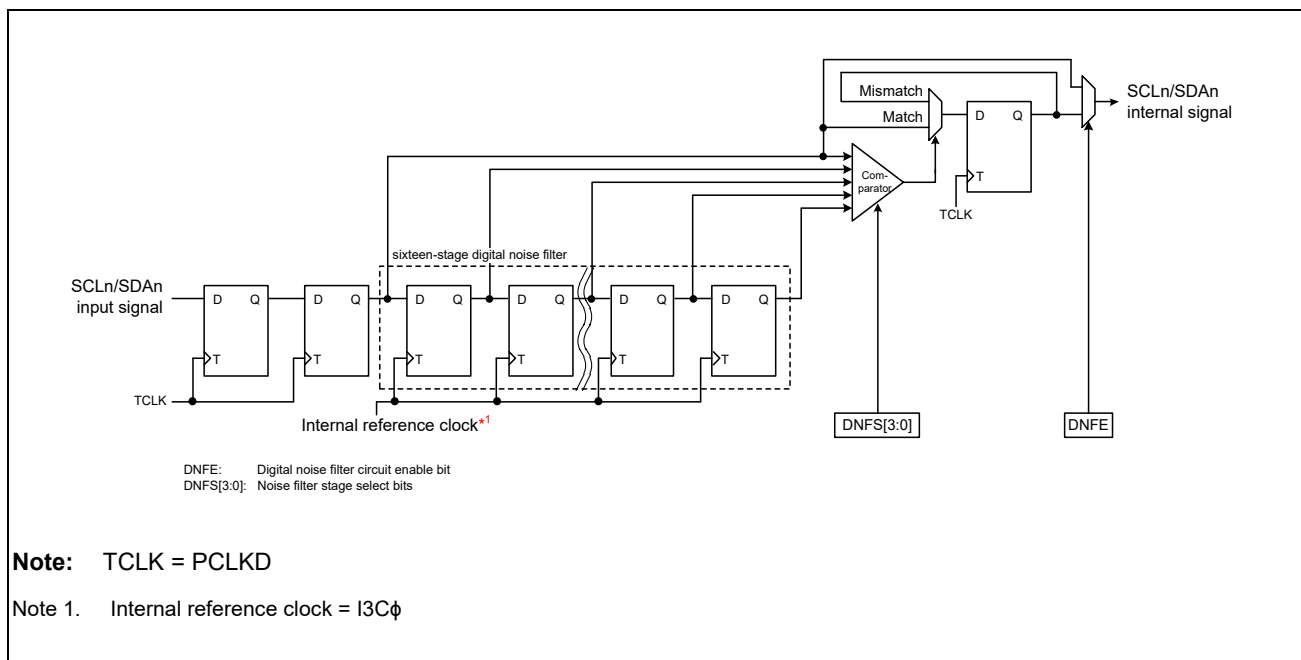 SCLn/SDAn
internal signal
Mismatch
Match
D Q
T
TCLK
Com-
parator
sixteen-stage digital noise filter
SCLn/SDAn
input signal
D Q D Q D Q D Q D Q D Q
T T T T T T
TCLK
Internal reference clock*1
DNFS[3:0] DNFE
DNFE: Digital noise filter circuit enable bit
DNFS[3:0]: Noise filter stage select bits
Note: TCLK = PCLKD
Note 1. Internal reference clock = I3Cϕ